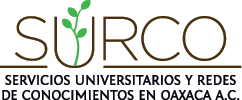 SURCO
SERVICIOS UNIVERSITARIOS Y REDES
DE CONOCIMIENTOS EN OAXACA A.C.